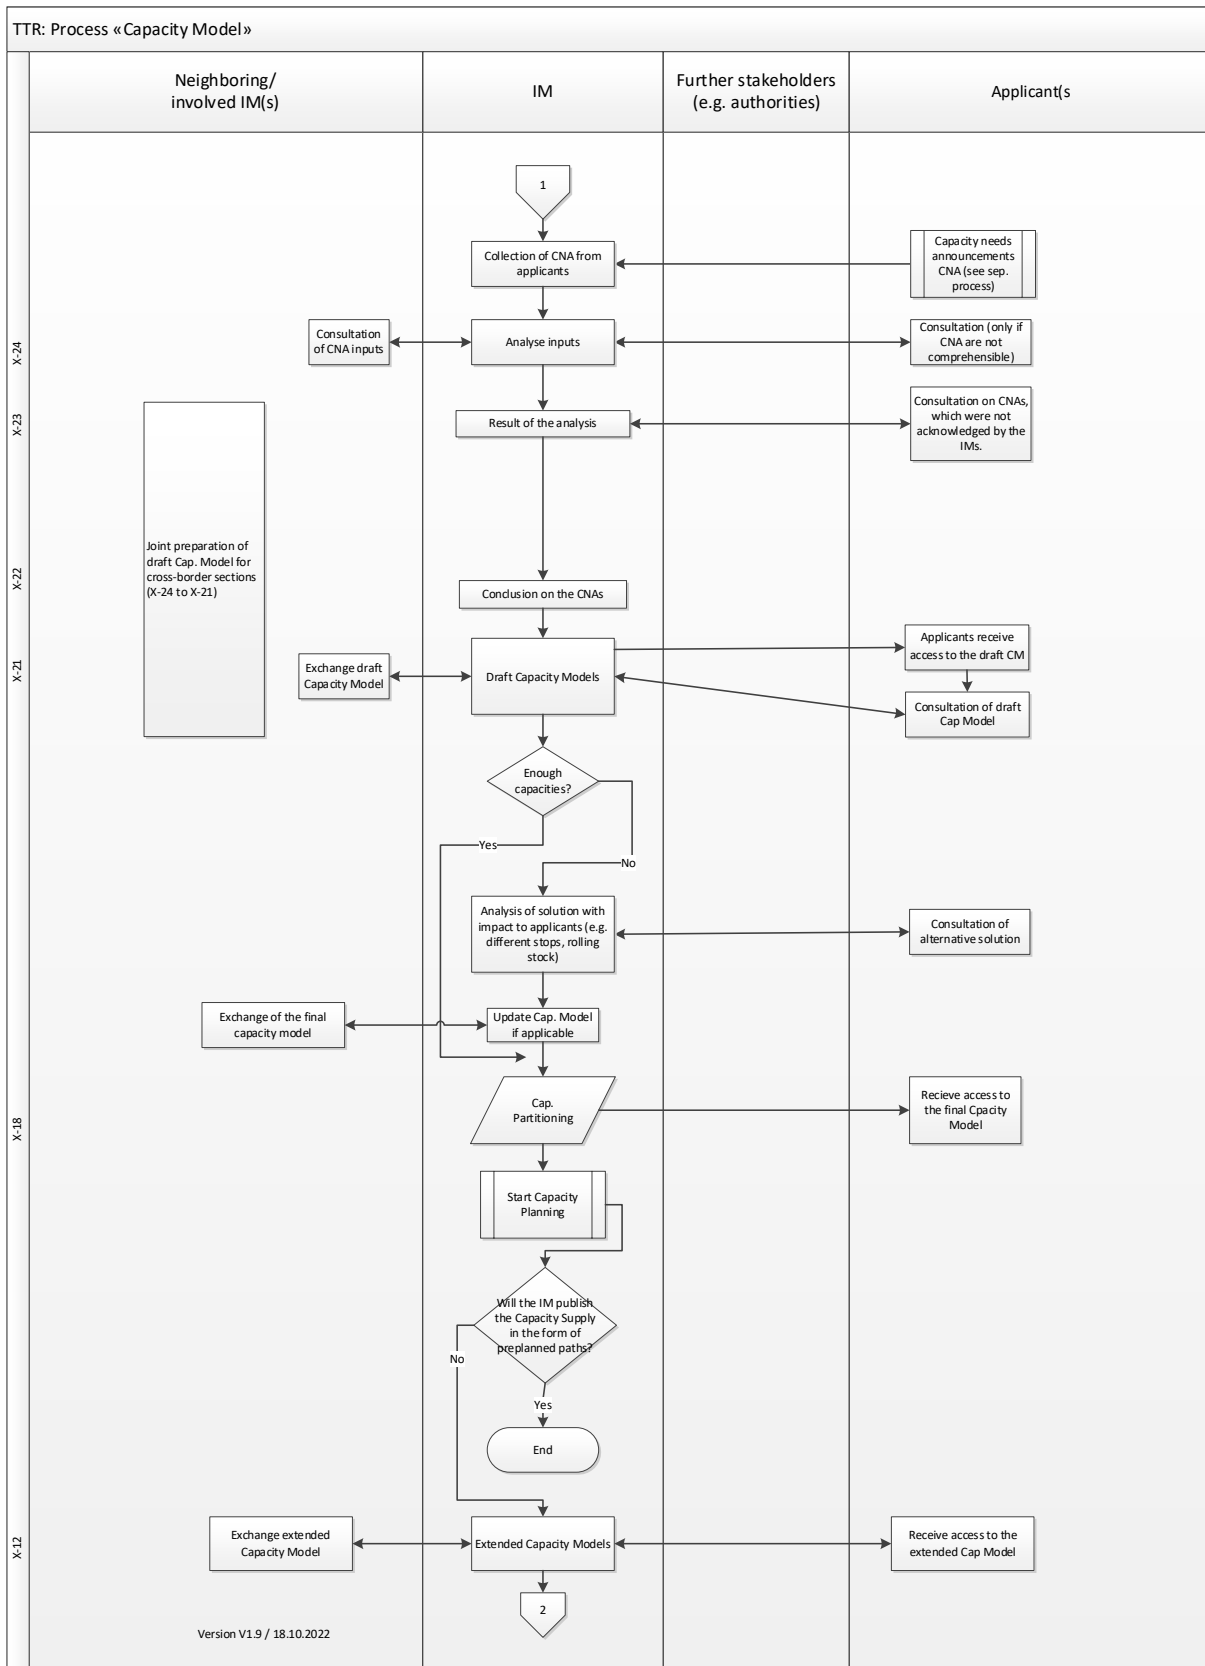 TTR: Process «Capacity Model»
Neighboring/
involved IM(s)
IM
Further stakeholders
(e.g. authorities)
Applicant(s
1
Collection of CNA from
applicants
Capacity needs
announcements
CNA (see sep.
process)
X-24
Consultation
of CNA inputs
Analyse inputs
Consultation (only if
CNA are not
comprehensible)
X-23
Result of the analysis
Consultation on CNAs,
which were not
acknowledged by the
IMs.
Joint preparation of
draft Cap. Model for
cross-border sections
(X-24 to X-21)
X-22
Conclusion on the CNAs
X-21
Exchange draft
Capacity Model
Draft Capacity Models
Applicants receive
access to the draft CM
Consultation of draft
Cap Model
Enough
capacities?
Yes
No
Analysis of solution with
impact to applicants (e.g.
different stops, rolling
stock)
Consultation of
alternative solution
Exchange of the final
capacity model
Update Cap. Model
if applicable
X-18
Cap.
Partitioning
Recieve access to
the final Cpacity
Model
Start Capacity
Planning
Will the IM publish
the Capacity Supply
in the form of
preplanned paths?
No
Yes
End
X-12
Exchange extended
Capacity Model
Extended Capacity Models
Receive access to the
extended Cap Model
2
Version V1.9 / 18.10.2022